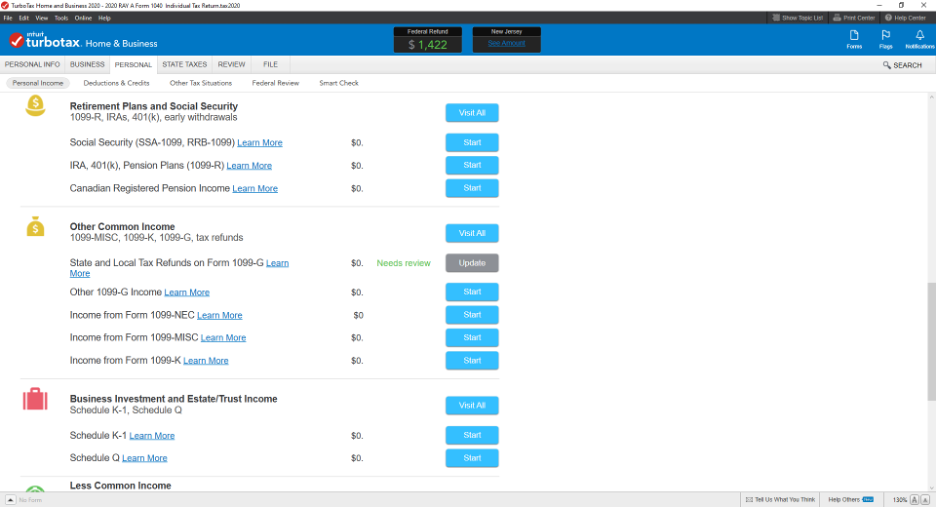 TurboTax Home and Business 2020 - 2020 RAY A Form 1040 Individual Tax Return.tax2020
File Edit View Tools Online Help
Show Topic List Print Center Help Center
intuit
turbotax. Home & Business
Federal Refund
$ 1,422
New Jersey
See Amount
Forms Flags Notifications
PERSONAL INFO BUSINESS PERSONAL STATE TAXES REVIEW FILE SEARCH
Personal Income Deductions & Credits Other Tax Situations Federal Review Smart Check
Retirement Plans and Social Security
1099-R, IRAs, 401(k), early withdrawals
Visit All
Social Security (SSA-1099, RRB-1099) Learn More $0. Start
IRA, 401(k), Pension Plans (1099-R) Learn More $0. Start
Canadian Registered Pension Income Learn More $0. Start
Other Common Income
1099-MISC, 1099-K, 1099-G, tax refunds
Visit All
State and Local Tax Refunds on Form 1099-G Learn
More
$0. Needs review Update
Other 1099-G Income Learn More $0. Start
Income from Form 1099-NEC Learn More $0 Start
Income from Form 1099-MISC Learn More $0. Start
Income from Form 1099-K Learn More $0. Start
Business Investment and Estate/Trust Income
Schedule K-1, Schedule Q
Visit All
Schedule K-1 Learn More $0. Start
Schedule Q Learn More $0. Start
Less Common Income
No Form Tell Us What You Think Help Others 130% A A